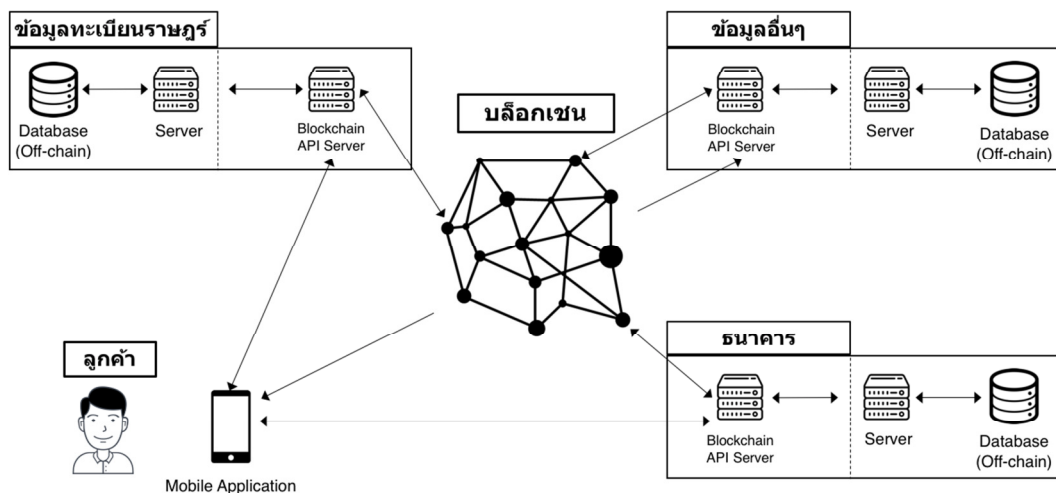 ข้อมูลทะเบียนราษฎร์
Database
(Off-chain)
Server
Blockchain
API Server
บล็อกเชน
ข้อมูลอื่นๆ
Blockchain
API Server
Server
Database
(Off-chain)
ลูกค้า
Mobile Application
ธนาคาร
Blockchain
API Server
Server
Database
(Off-chain)